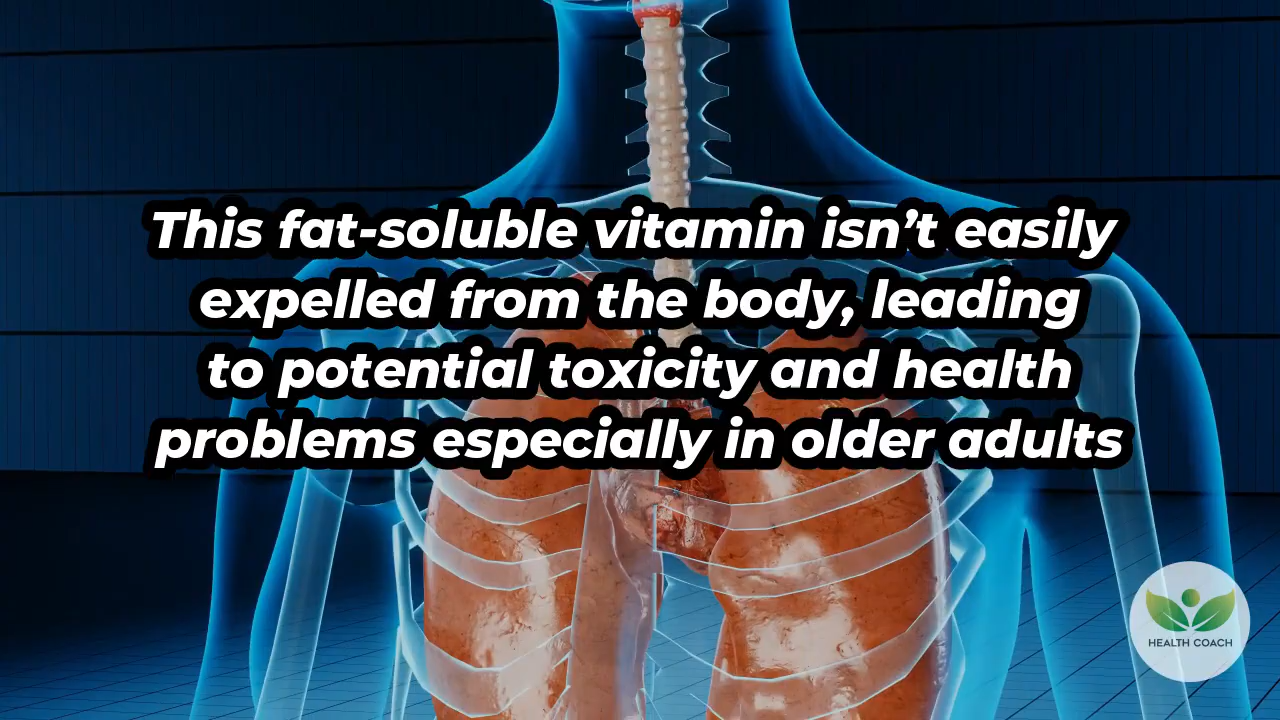 This fat-soluble vitamin isn’t easily
expelled from the body, leading
to potential toxicity and health
problems especially in older adults
HEALTH COACH